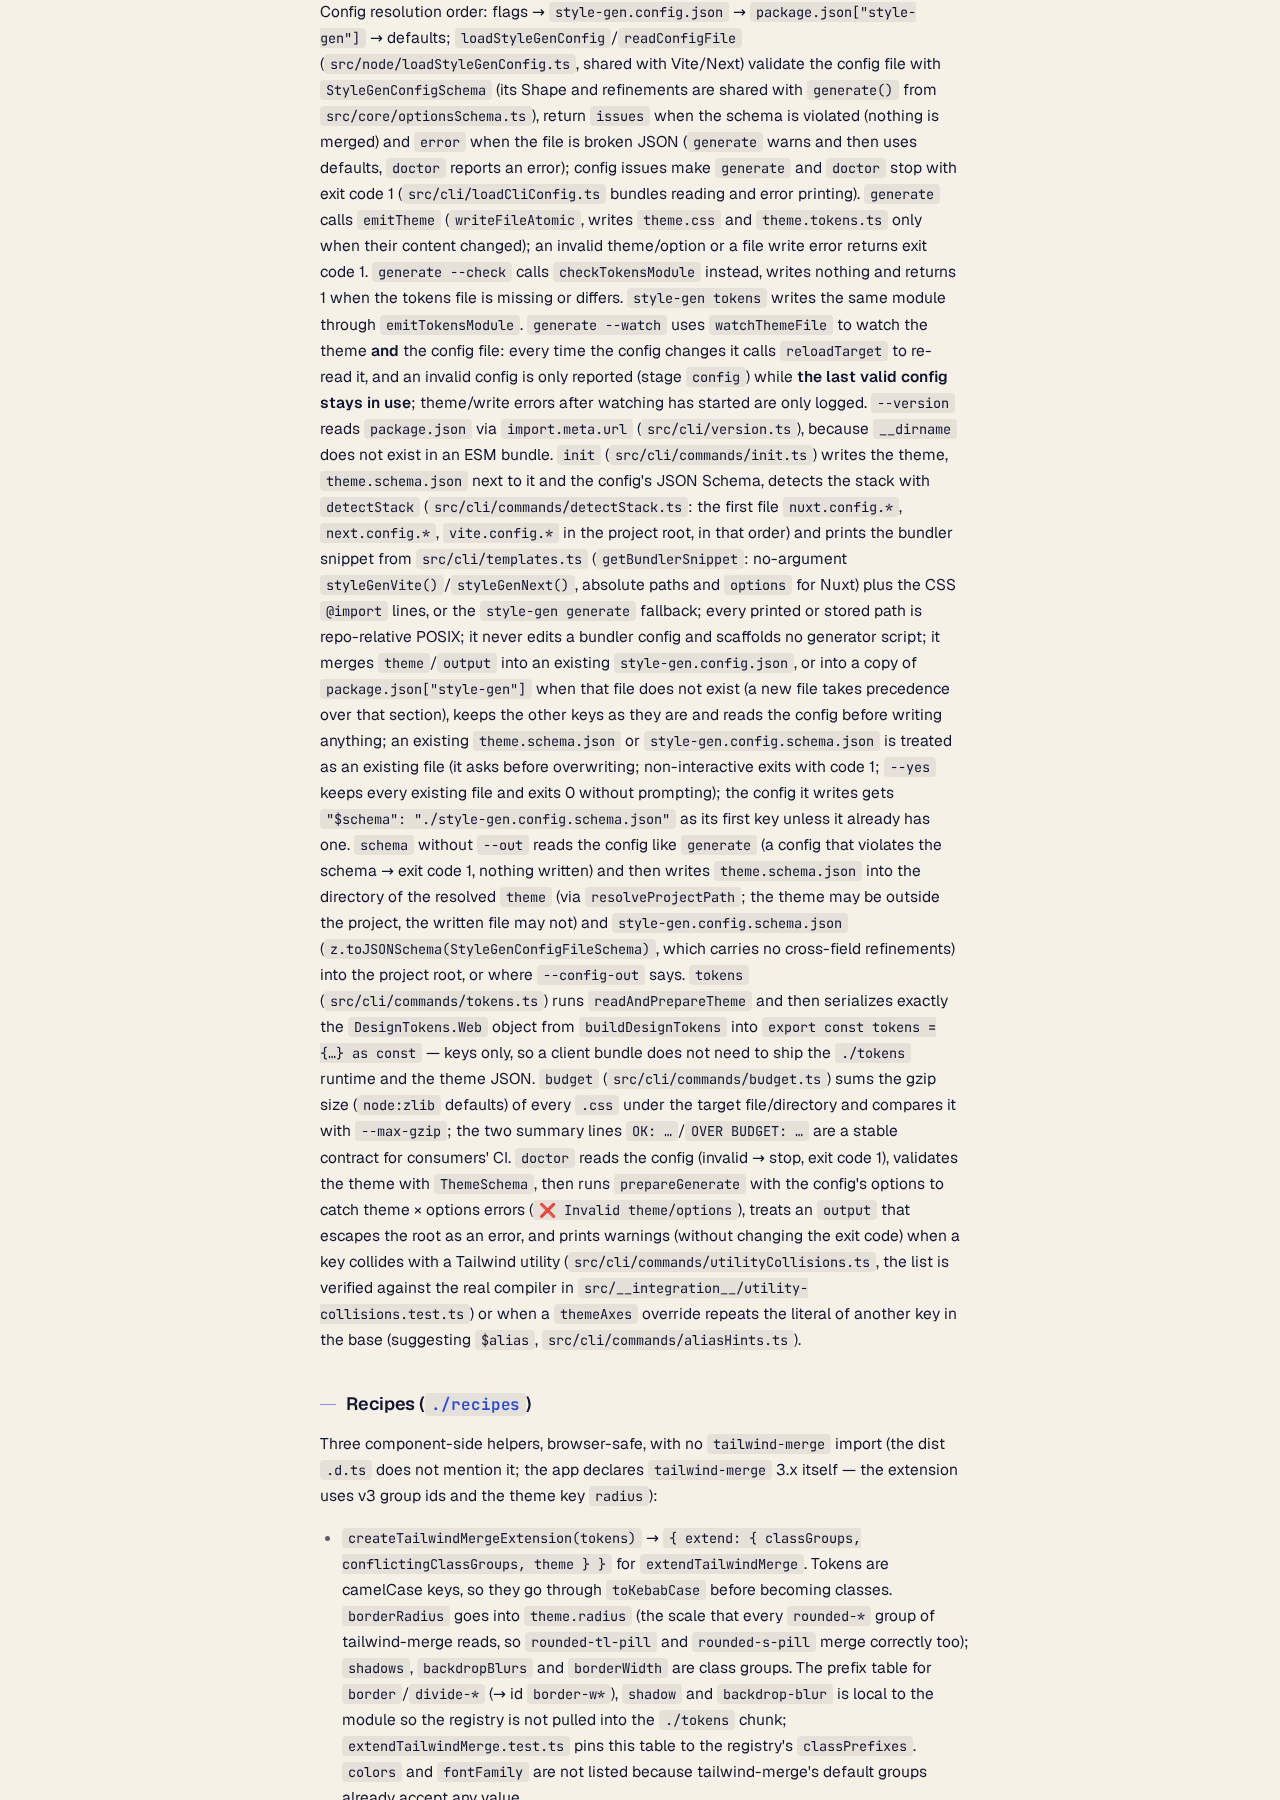 Config resolution order: flags → style-gen.config.json → package.json["style-
gen"] → defaults; loadStyleGenConfig / readConfigFile
( src/node/loadStyleGenConfig.ts , shared with Vite/Next) validate the config file with
StyleGenConfigSchema (its Shape and refinements are shared with generate() from
src/core/optionsSchema.ts ), return issues when the schema is violated (nothing is
merged) and error when the file is broken JSON ( generate warns and then uses
defaults, doctor reports an error); config issues make generate and doctor stop with
exit code 1 ( src/cli/loadCliConfig.ts bundles reading and error printing). generate
calls emitTheme ( writeFileAtomic , writes theme.css and theme.tokens.ts only
when their content changed); an invalid theme/option or a file write error returns exit
code 1. generate --check calls checkTokensModule instead, writes nothing and returns
1 when the tokens file is missing or differs. style-gen tokens writes the same module
through emitTokensModule . generate --watch uses watchThemeFile to watch the
theme and the config file: every time the config changes it calls reloadTarget to re-
read it, and an invalid config is only reported (stage config ) while the last valid config
stays in use; theme/write errors after watching has started are only logged. --version
reads package.json via import.meta.url ( src/cli/version.ts ), because __dirname
does not exist in an ESM bundle. init ( src/cli/commands/init.ts ) writes the theme,
theme.schema.json next to it and the config's JSON Schema, detects the stack with
detectStack ( src/cli/commands/detectStack.ts : the first file nuxt.config.* ,
next.config.* , vite.config.* in the project root, in that order) and prints the bundler
snippet from src/cli/templates.ts ( getBundlerSnippet : no-argument
styleGenVite() / styleGenNext() , absolute paths and options for Nuxt) plus the CSS
@import lines, or the style-gen generate fallback; every printed or stored path is
repo-relative POSIX; it never edits a bundler config and scaffolds no generator script; it
merges theme / output into an existing style-gen.config.json , or into a copy of
package.json["style-gen"] when that file does not exist (a new file takes precedence
over that section), keeps the other keys as they are and reads the config before writing
anything; an existing theme.schema.json or style-gen.config.schema.json is treated
as an existing file (it asks before overwriting; non-interactive exits with code 1; --yes
keeps every existing file and exits 0 without prompting); the config it writes gets
"$schema": "./style-gen.config.schema.json" as its first key unless it already has
one. schema without --out reads the config like generate (a config that violates the
schema → exit code 1, nothing written) and then writes theme.schema.json into the
directory of the resolved theme (via resolveProjectPath ; the theme may be outside
the project, the written file may not) and style-gen.config.schema.json
( z.toJSONSchema(StyleGenConfigFileSchema) , which carries no cross-field refinements)
into the project root, or where --config-out says. tokens
( src/cli/commands/tokens.ts ) runs readAndPrepareTheme and then serializes exactly
the DesignTokens.Web object from buildDesignTokens into export const tokens =
{…} as const — keys only, so a client bundle does not need to ship the ./tokens
runtime and the theme JSON. budget ( src/cli/commands/budget.ts ) sums the gzip
size ( node:zlib defaults) of every .css under the target file/directory and compares it
with --max-gzip ; the two summary lines OK: … / OVER BUDGET: … are a stable
contract for consumers' CI. doctor reads the config (invalid → stop, exit code 1), validates
the theme with ThemeSchema , then runs prepareGenerate with the config's options to
catch theme × options errors ( ❌ Invalid theme/options ), treats an output that
escapes the root as an error, and prints warnings (without changing the exit code) when a
key collides with a Tailwind utility ( src/cli/commands/utilityCollisions.ts , the list is
verified against the real compiler in src/__integration__/utility-
collisions.test.ts ) or when a themeAxes override repeats the literal of another key in
the base (suggesting $alias , src/cli/commands/aliasHints.ts ).
— Recipes ( ./recipes )
Three component-side helpers, browser-safe, with no tailwind-merge import (the dist
.d.ts does not mention it; the app declares tailwind-merge 3.x itself — the extension
uses v3 group ids and the theme key radius ):
• createTailwindMergeExtension(tokens) → { extend: { classGroups,
conflictingClassGroups, theme } } for extendTailwindMerge . Tokens are
camelCase keys, so they go through toKebabCase before becoming classes.
borderRadius goes into theme.radius (the scale that every rounded-* group of
tailwind-merge reads, so rounded-tl-pill and rounded-s-pill merge correctly too);
shadows , backdropBlurs and borderWidth are class groups. The prefix table for
border / divide-* (→ id border-w* ), shadow and backdrop-blur is local to the
module so the registry is not pulled into the ./tokens chunk;
extendTailwindMerge.test.ts pins this table to the registry's classPrefixes .
colors and fontFamily are not listed because tailwind-merge's default groups
already accept any value.